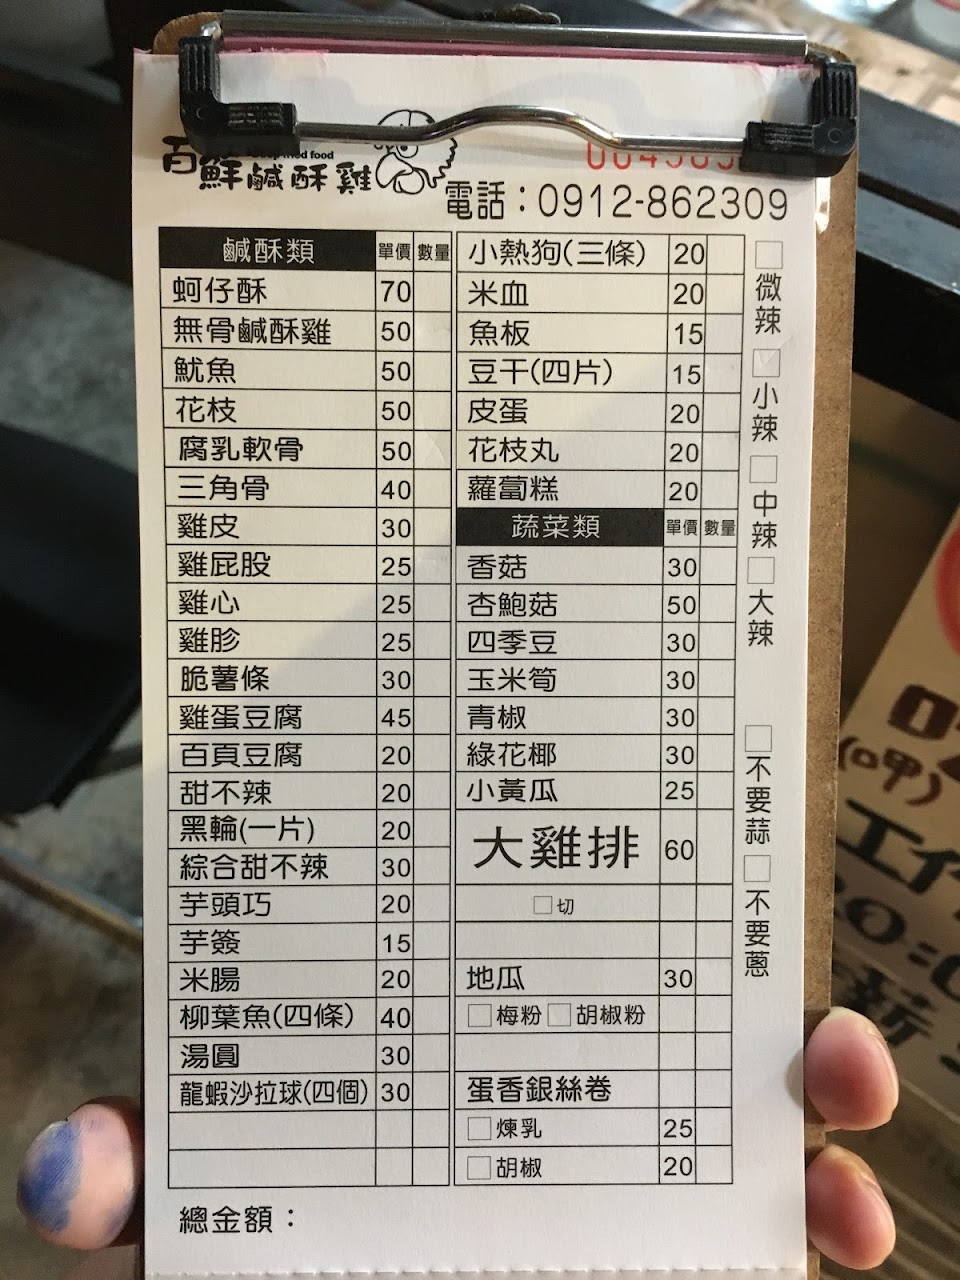 百鮮鹹酥雞
電話：0912-862309
鹹酥類 單價 數量
蚵仔酥 70
無骨鹹酥雞 50
魷魚 50
花枝 50
腐乳軟骨 50
三角骨 40
雞皮 30
雞屁股 25
雞心 25
雞胗 25
脆薯條 30
雞蛋豆腐 45
百頁豆腐 20
甜不辣 20
黑輪(一片) 20
綜合甜不辣 30
芋頭巧 20
芋簽 15
米腸 20
柳葉魚(四條) 40
湯圓 30
龍蝦沙拉球(四個) 30
總金額：
小熱狗(三條) 20
米血 20
魚板 15
豆干(四片) 15
皮蛋 20
花枝丸 20
蘿蔔糕 20
蔬菜類 單價 數量
香菇 30
杏鮑菇 50
四季豆 30
玉米筍 30
青椒 30
綠花椰 30
小黃瓜 25
大雞排 60
□切
地瓜 30
□梅粉 □胡椒粉
蛋香銀絲卷
□煉乳 25
□胡椒 20
□微辣
□小辣
□中辣
□大辣
□不要蒜
□不要蔥